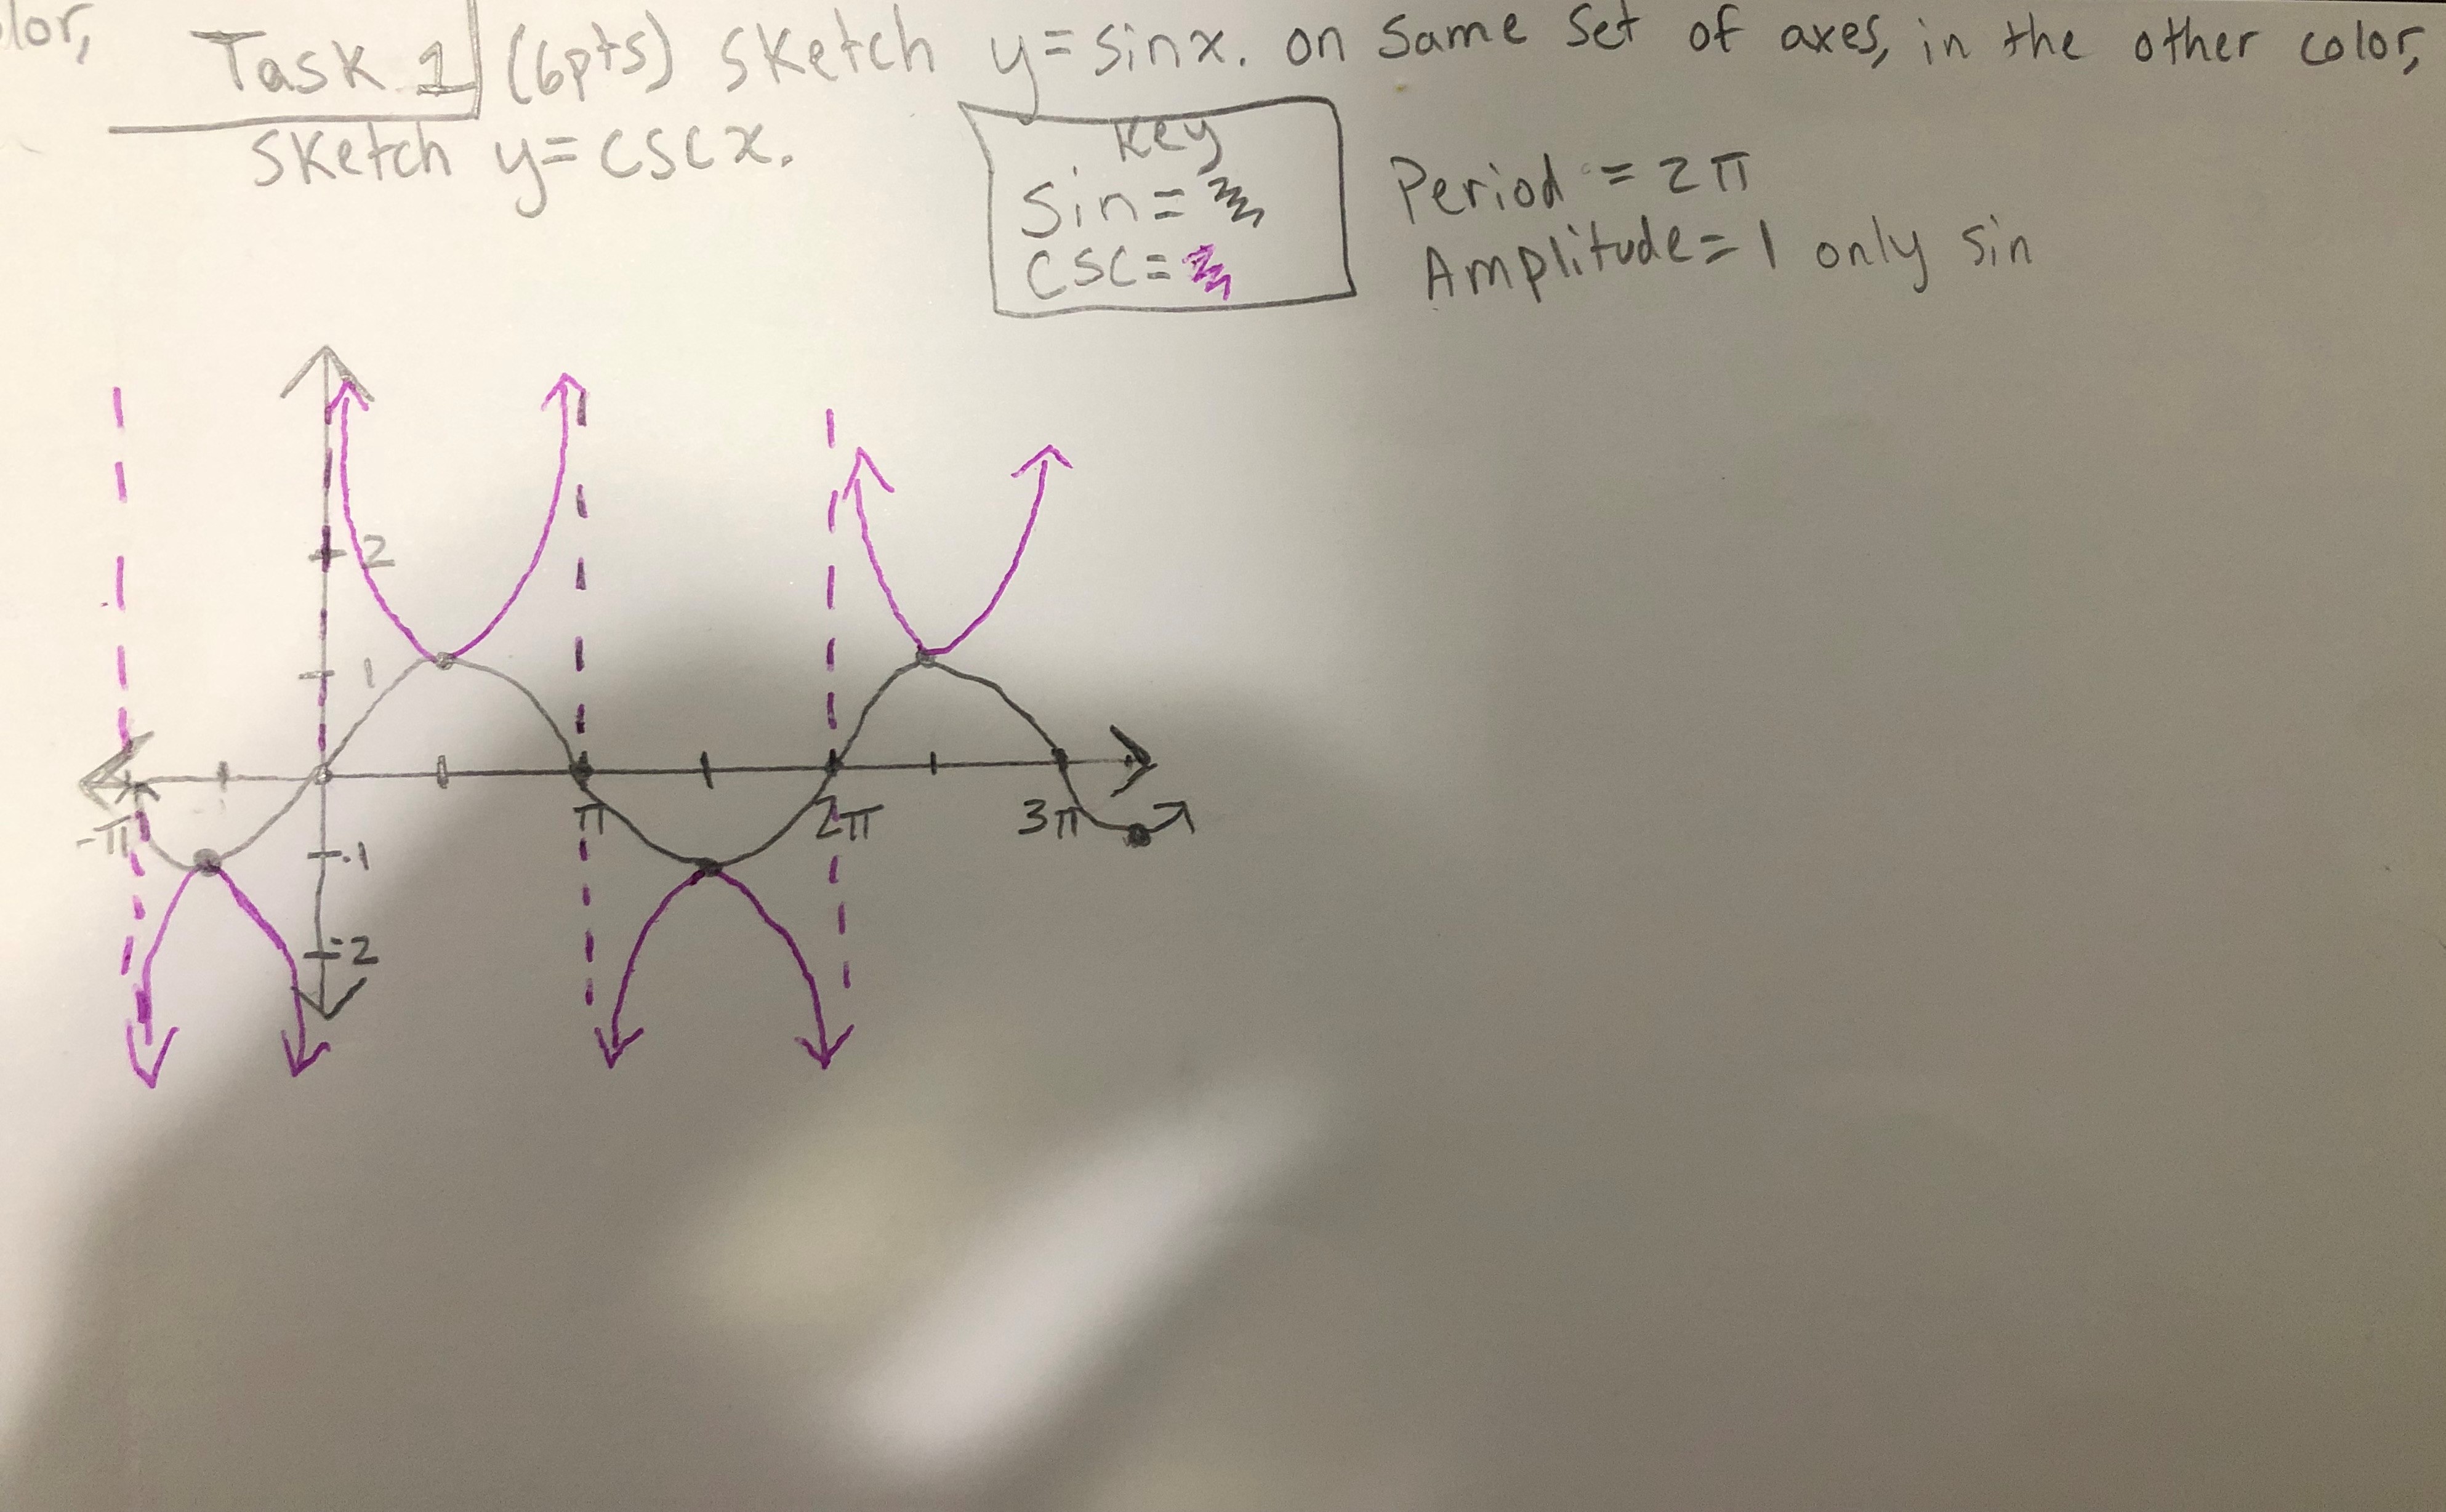 lor,
Task 1 (6pts) Sketch y=sinx. on same set of axes, in the other color,
Sketch y=cscx.
Key
Sin=
CSC=
Period = 2π
Amplitude=1 only sin
2
1
-π π 2π 3π
-1
-2